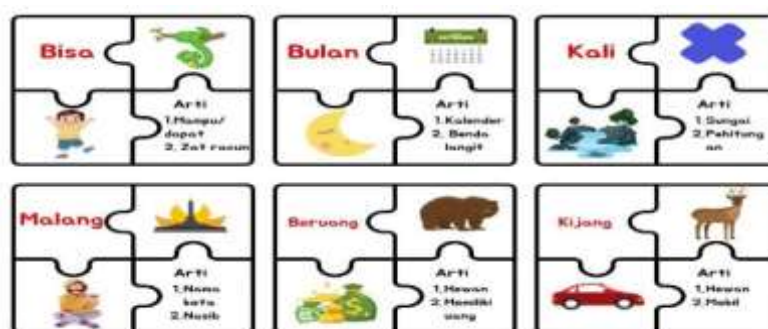 Bisa
Arti
1. Mampu/
dapat
2. Zat racun
Bulan
Arti
1. Kalender
2. Benda
langit
Kali
Arti
1. Sungai
2. Pehitung
an
Malang
Arti
1. Nama
kota
2. Nasib
Beruang
Arti
1. Hewan
2. Memiliki
uang
Kijang
Arti
1. Hewan
2. Mobil